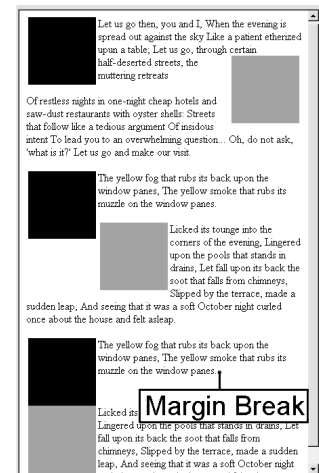 Let us go then, you and I, When the evening is
spread out against the sky Like a patient etherized
upun a table; Let us go, through certain
half-deserted streets, the
muttering retreats
Of restless nights in one-night cheap hotels and
saw-dust restaurants with oyster shells: Streets
that follow like a tedious argument Of insidous
intent To lead you to an overwhelming question... Oh, do not ask,
'what is it?' Let us go and make our visit.
The yellow fog that rubs its back upon the
window panes, The yellow smoke that rubs its
muzzle on the window panes.
Licked its tounge into the
corners of the evening, Lingered
upon the pools that stands in
drains, Let fall upon its back the
soot that falls from chimneys,
Slipped by the terrace, made a
sudden leap, And seeing that it was a soft October night curled
once about the house and felt asleap.
The yellow fog that rubs its back upon the
window panes, The yellow smoke that rubs its
muzzle on the window panes.
Margin Break
Licked its
Lingered upon the pools that stands in drains, Let
fall upon its back the soot that falls from
chimneys, Slipped by the terrace, made a sudden
leap, And seeing that it was a soft October night